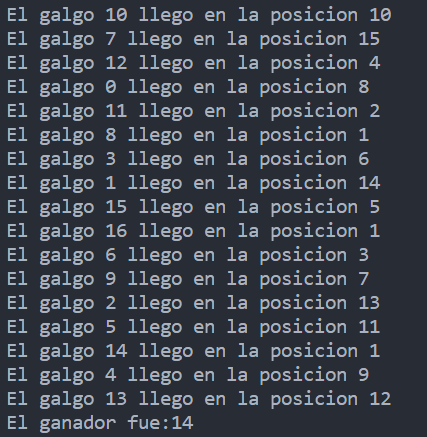 El galgo 10 llego en la posicion 10
El galgo 7 llego en la posicion 15
El galgo 12 llego en la posicion 4
El galgo 0 llego en la posicion 8
El galgo 11 llego en la posicion 2
El galgo 8 llego en la posicion 1
El galgo 3 llego en la posicion 6
El galgo 1 llego en la posicion 14
El galgo 15 llego en la posicion 5
El galgo 16 llego en la posicion 1
El galgo 6 llego en la posicion 3
El galgo 9 llego en la posicion 7
El galgo 2 llego en la posicion 13
El galgo 5 llego en la posicion 11
El galgo 14 llego en la posicion 1
El galgo 4 llego en la posicion 9
El galgo 13 llego en la posicion 12
El ganador fue:14